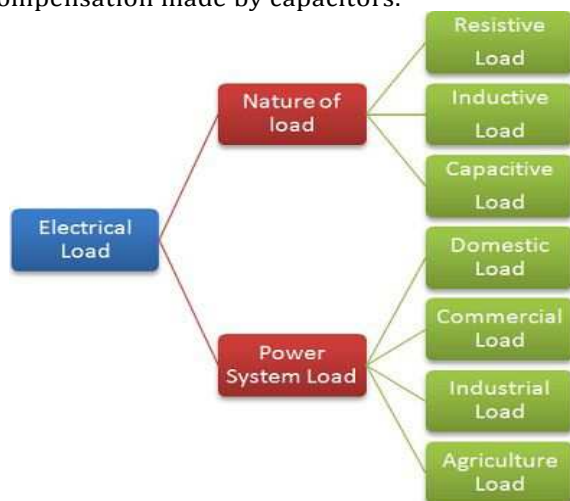 ompensation made by capacitors.
Resistive
Load
Nature of
load
Inductive
Load
Capacitive
Load
Electrical
Load
Domestic
Load
Commercial
Load
Power
System Load
Industrial
Load
Agriculture
Load